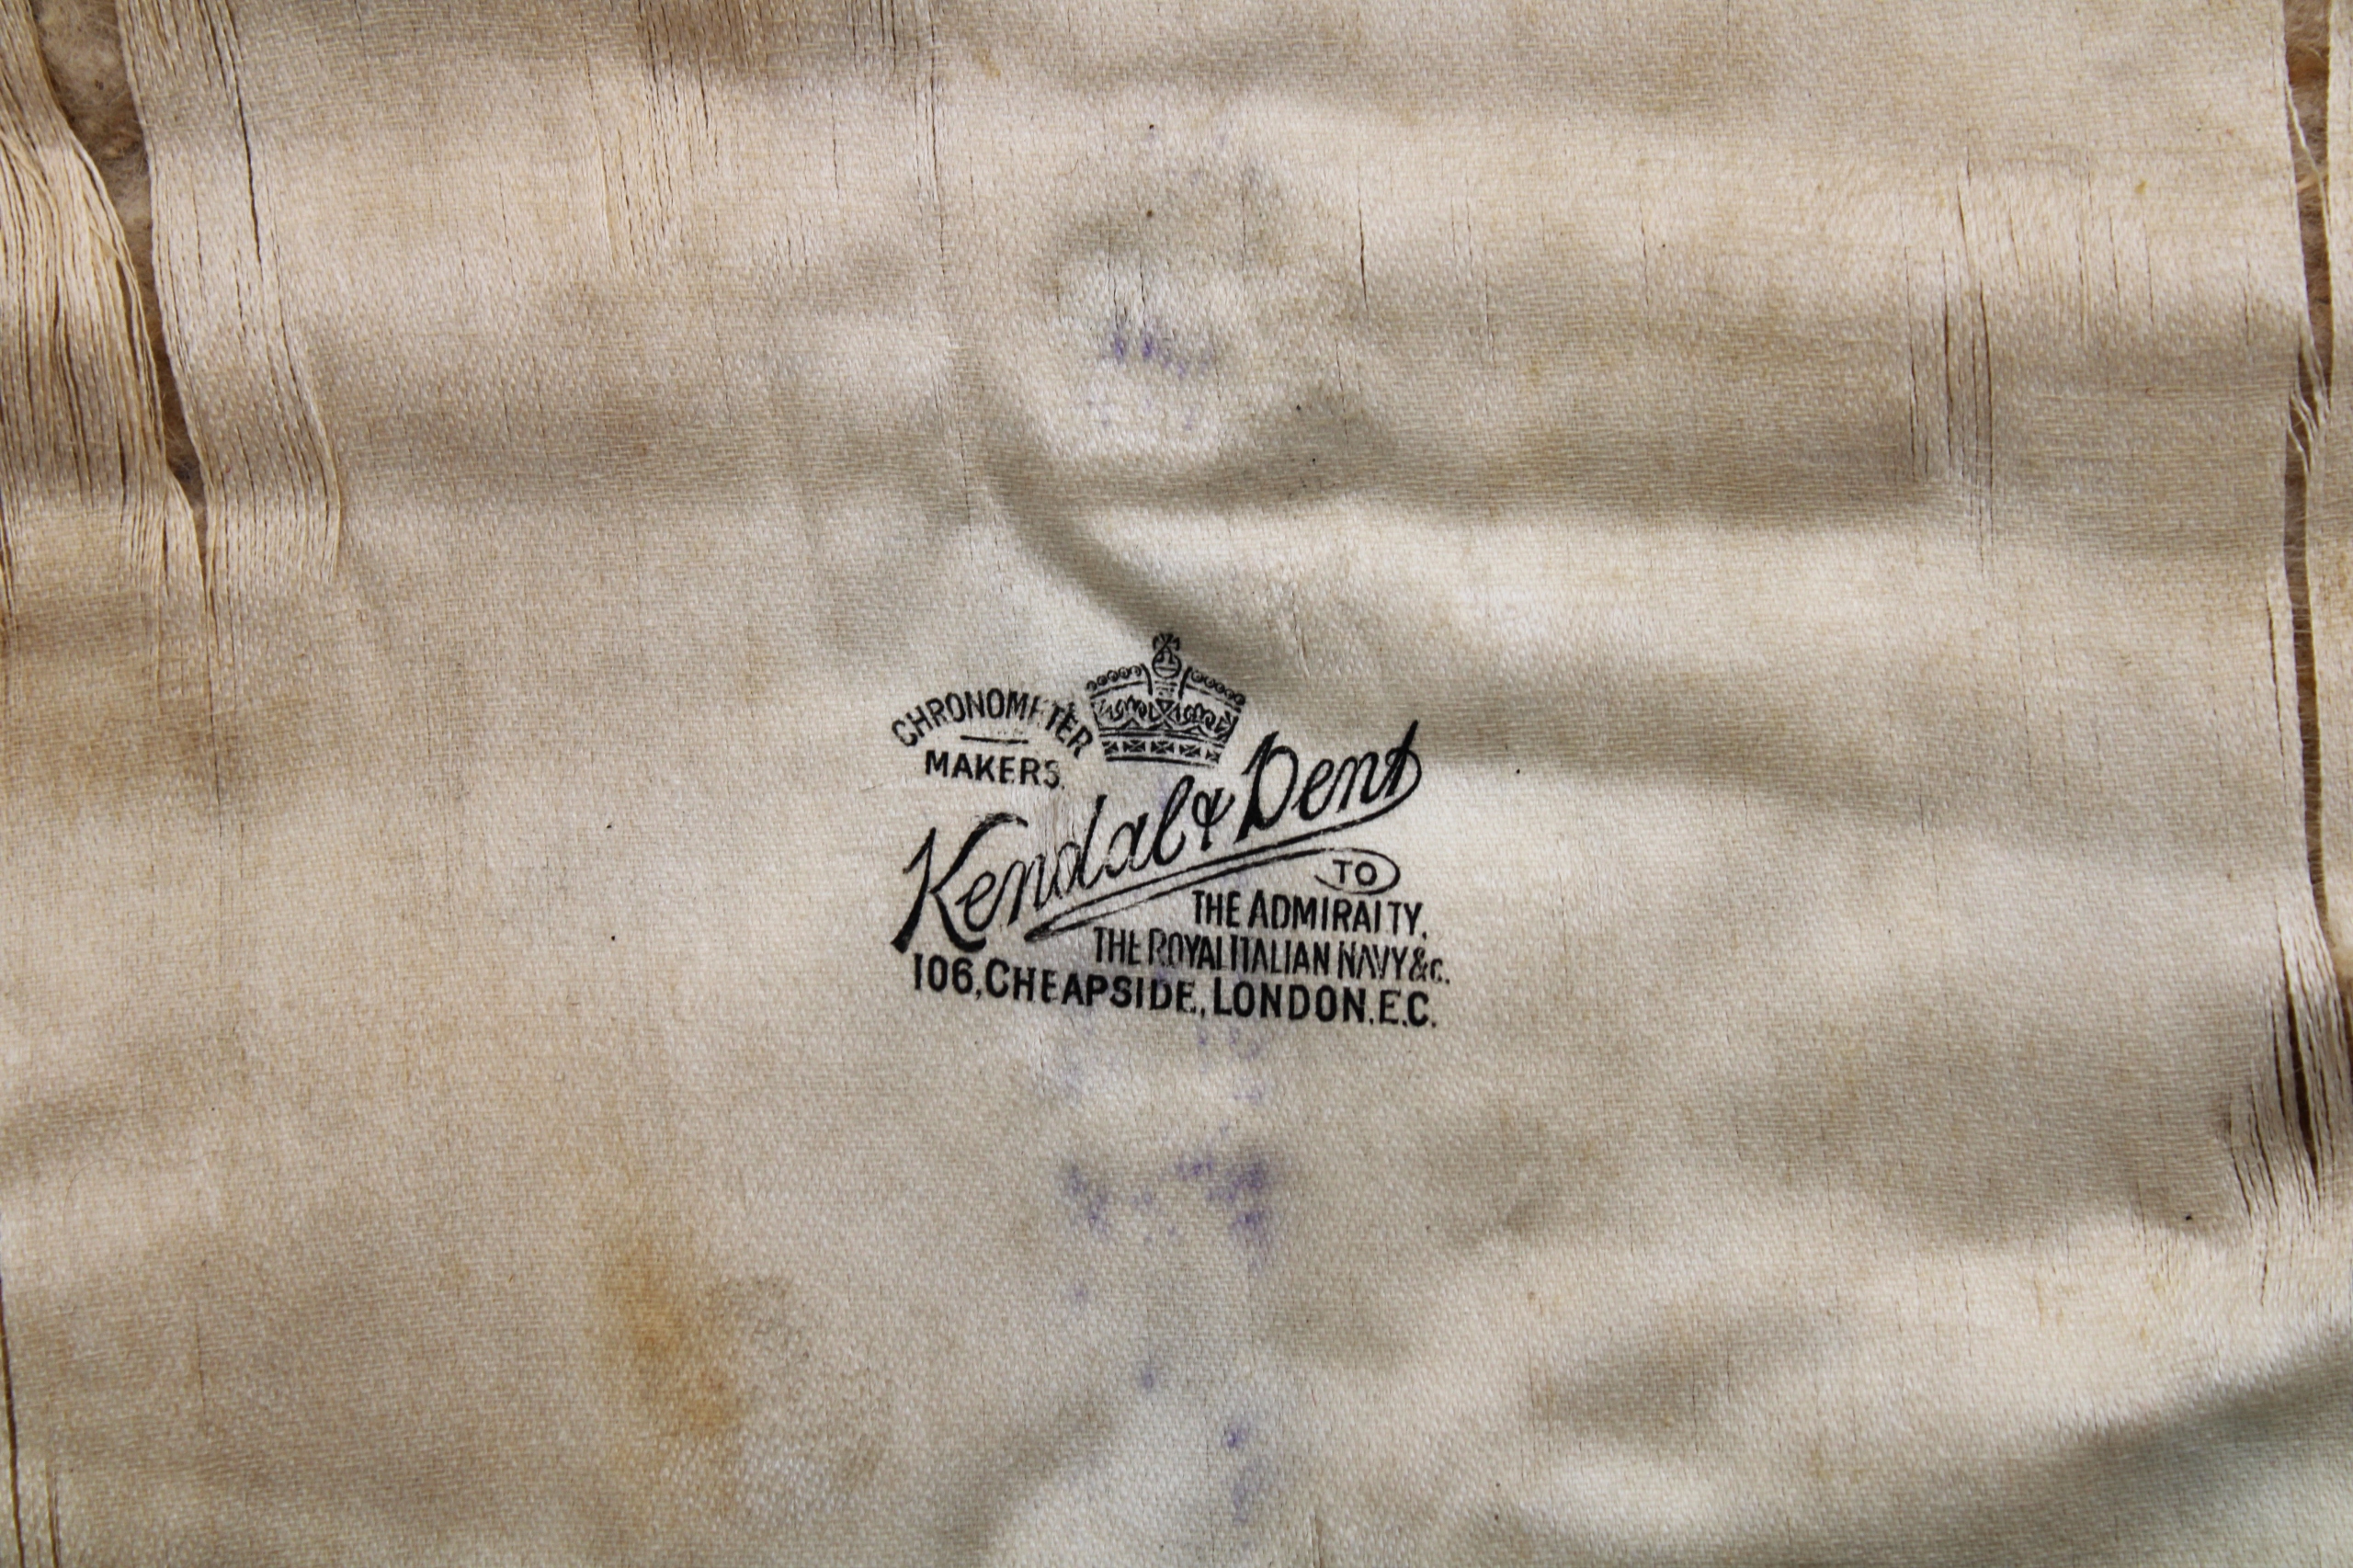 CHRONOMETER
MAKERS.
Kendal & Dent
TO
THE ADMIRALTY,
THE ROYAL ITALIAN NAVY &c.
106, CHEAPSIDE, LONDON. E.C.